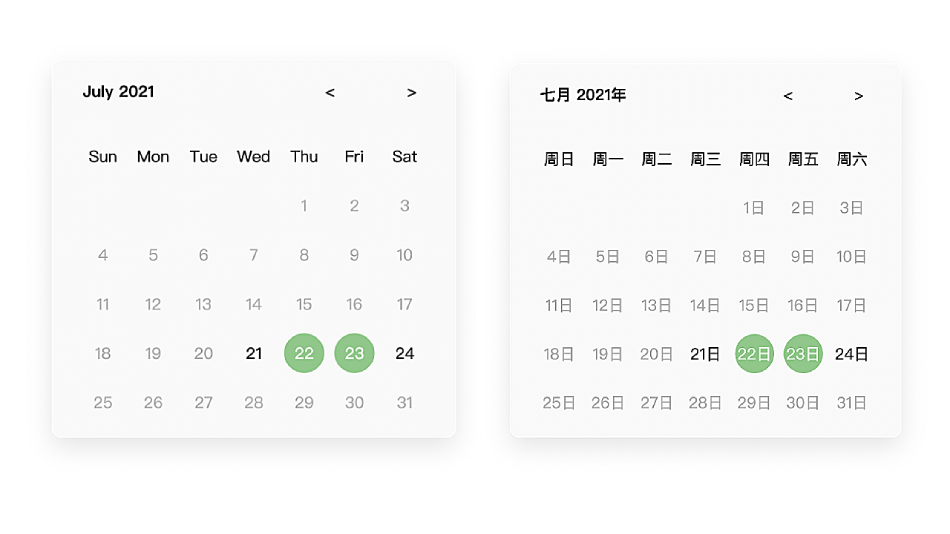 July 2021 < >
Sun Mon Tue Wed Thu Fri Sat
1 2 3
4 5 6 7 8 9 10
11 12 13 14 15 16 17
18 19 20 21 22 23 24
25 26 27 28 29 30 31
七月 2021年 < >
周日 周一 周二 周三 周四 周五 周六
1日 2日 3日
4日 5日 6日 7日 8日 9日 10日
11日 12日 13日 14日 15日 16日 17日
18日 19日 20日 21日 22日 23日 24日
25日 26日 27日 28日 29日 30日 31日